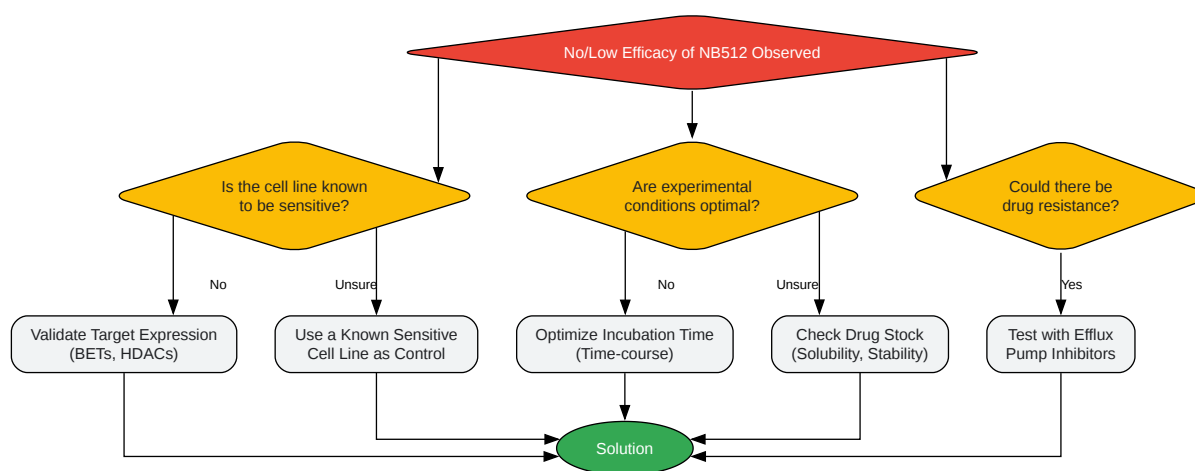 No/Low Efficacy of NB512 Observed
Is the cell line known
to be sensitive?
Are experimental
conditions optimal?
Could there be
drug resistance?
No
Unsure
No
Unsure
Yes
Validate Target Expression
(BETs, HDACs)
Use a Known Sensitive
Cell Line as Control
Optimize Incubation Time
(Time-course)
Check Drug Stock
(Solubility, Stability)
Test with Efflux
Pump Inhibitors
Solution